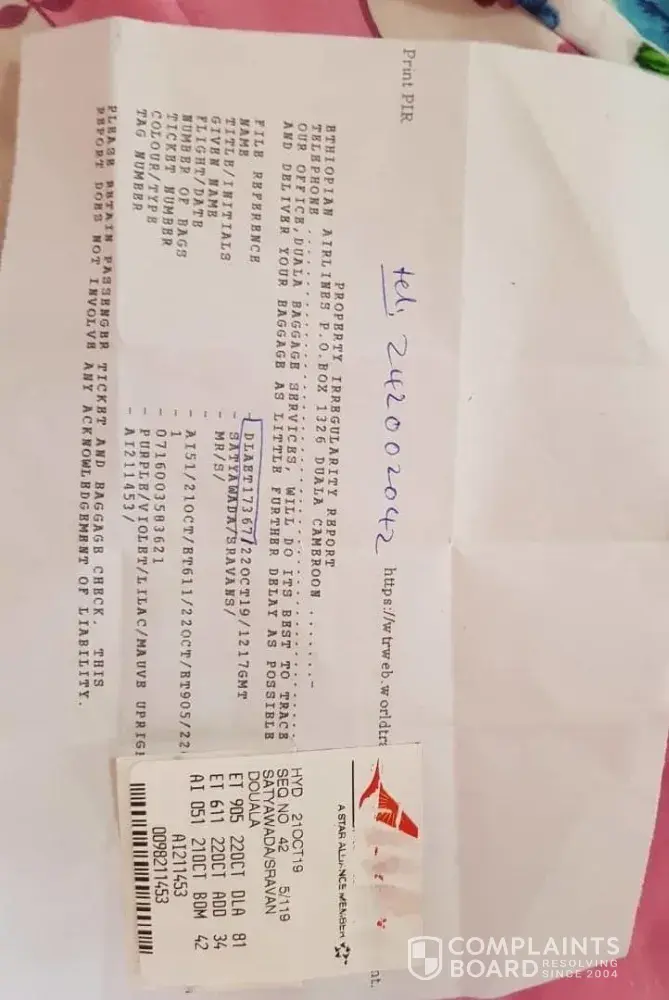 Print PIR
tel, 242002042
https://wtrweb.worldtra
PROPERTY IRREGULARITY REPORT
ETHIOPIAN AIRLINES P.O.BOX 1326 DUALA CAMEROON
TELEPHONE
OUR OFFICE, DUALA BAGGAGE SERVICES, WILL DO ITS BEST TO TRACE
AND DELIVER YOUR BAGGAGE AS LITTLE FURTHER DELAY AS POSSIBLE
FILE REFERENCE - DLAET17367/22OCT19/1217GMT
NAME - SATYAWADA/SRAVANS/
TITLE/INITIALS - MR/S/
GIVEN NAME -
FLIGHT/DATE - AI51/21OCT/ET611/22OCT/ET905/22
NUMBER OF BAGS - 1
TICKET NUMBER - 0716003583621
COLOUR/TYPE - PURPLE/VIOLET/LILAC/MAUVE UPRIGH
TAG NUMBER - AI211453/
PLEASE RETAIN PASSENGER TICKET AND BAGGAGE CHECK. THIS
REPORT DOES NOT INVOLVE ANY ACKNOWLEDGEMENT OF LIABILITY.
nt.
A STAR ALLIANCE MEMBER
HYD 21OCT19 5/119
SEQ NO 42
SATYAWADA/SRAVAN
DOUALA
ET 905 22OCT DLA 81
ET 611 22OCT ADD 34
AI 051 21OCT BOM 42
AI211453
0098211453
COMPLAINTS
BOARD RESOLVING
SINCE 2004